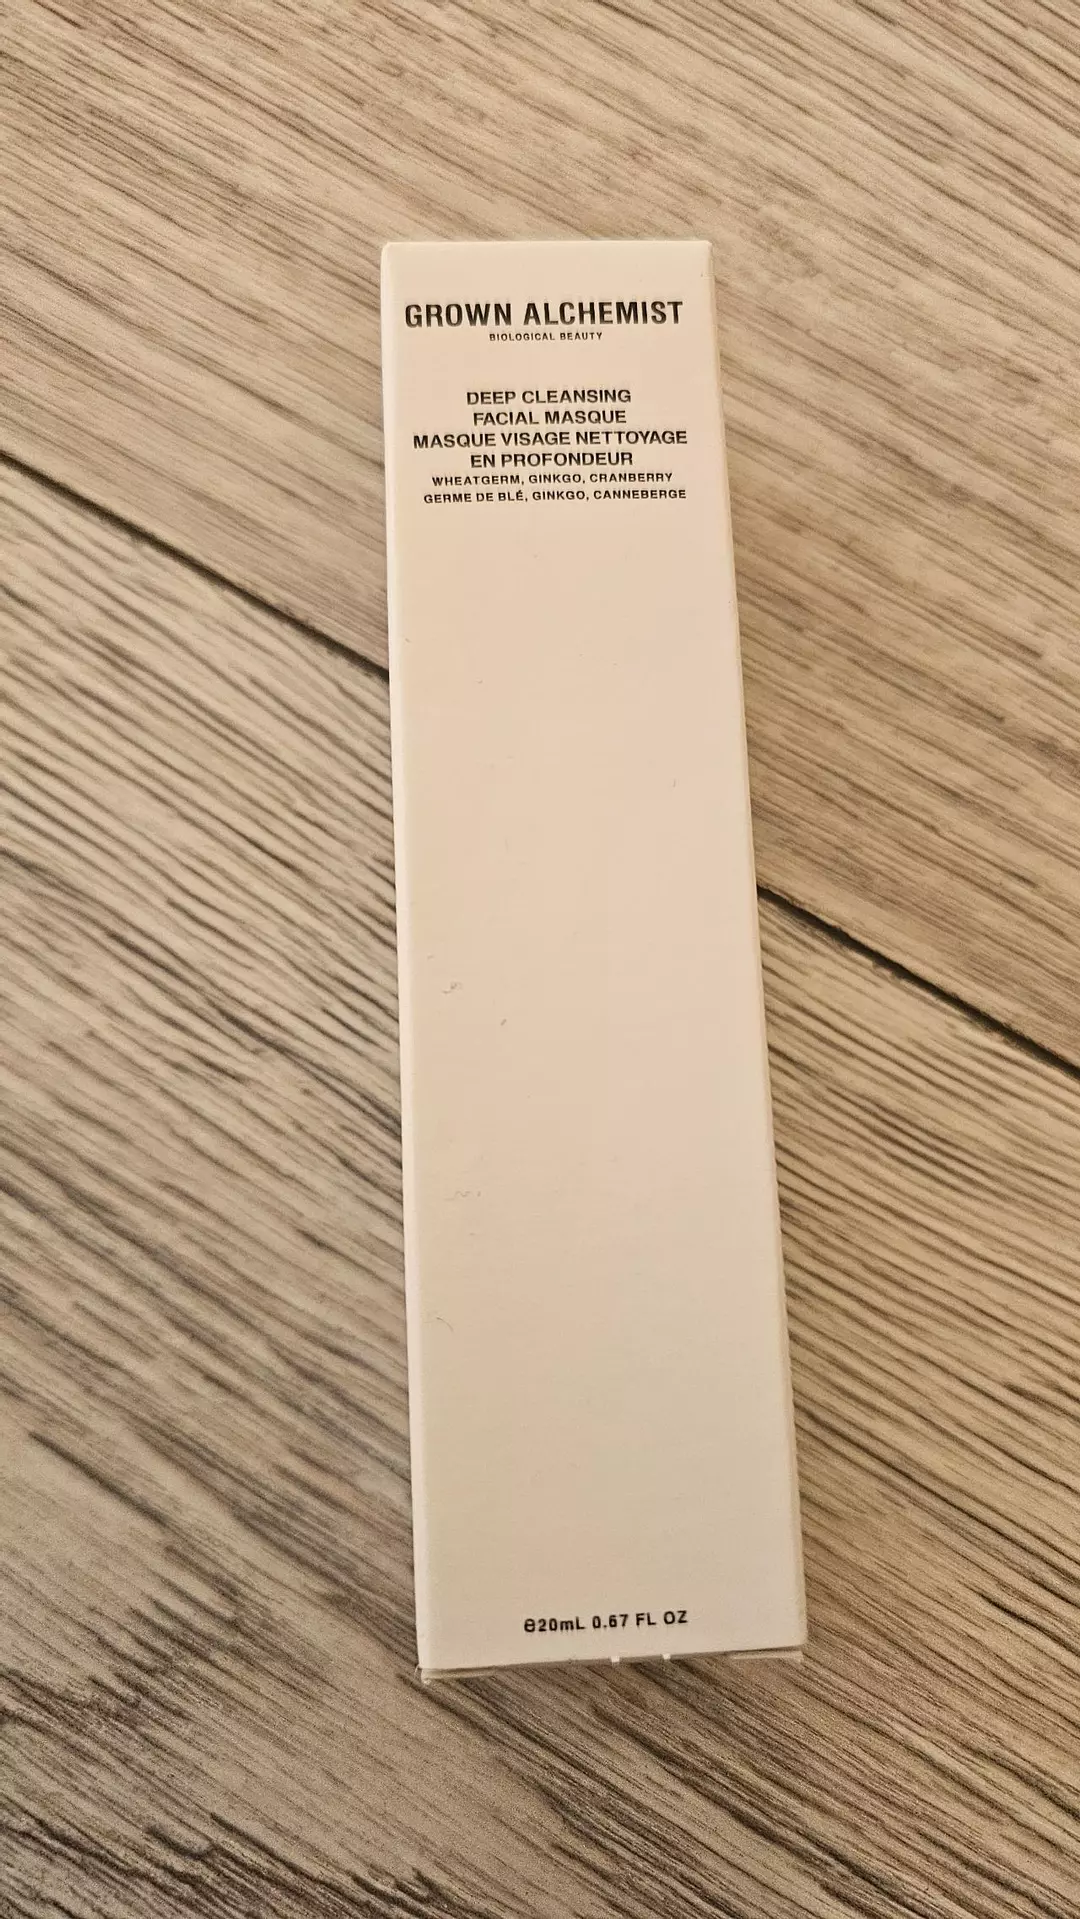 GROWN ALCHEMIST
BIOLOGICAL BEAUTY
DEEP CLEANSING
FACIAL MASQUE
MASQUE VISAGE NETTOYAGE
EN PROFONDEUR
WHEATGERM, GINKGO, CRANBERRY
GERME DE BLÉ, GINKGO, CANNEBERGE
℮20mL 0.67 FL OZ